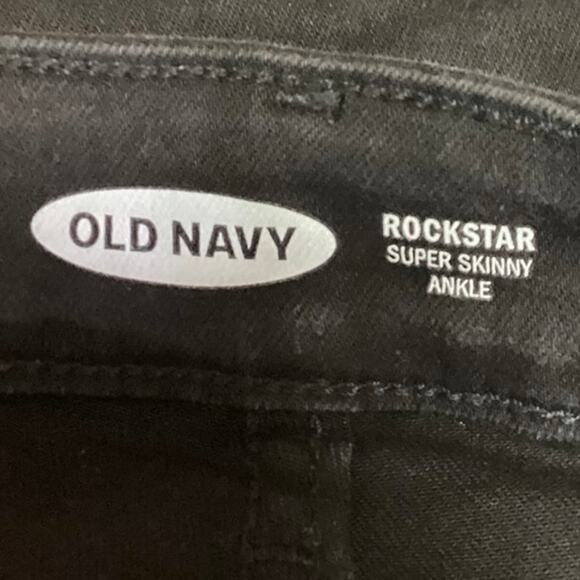 OLD NAVY
ROCKSTAR
SUPER SKINNY
ANKLE